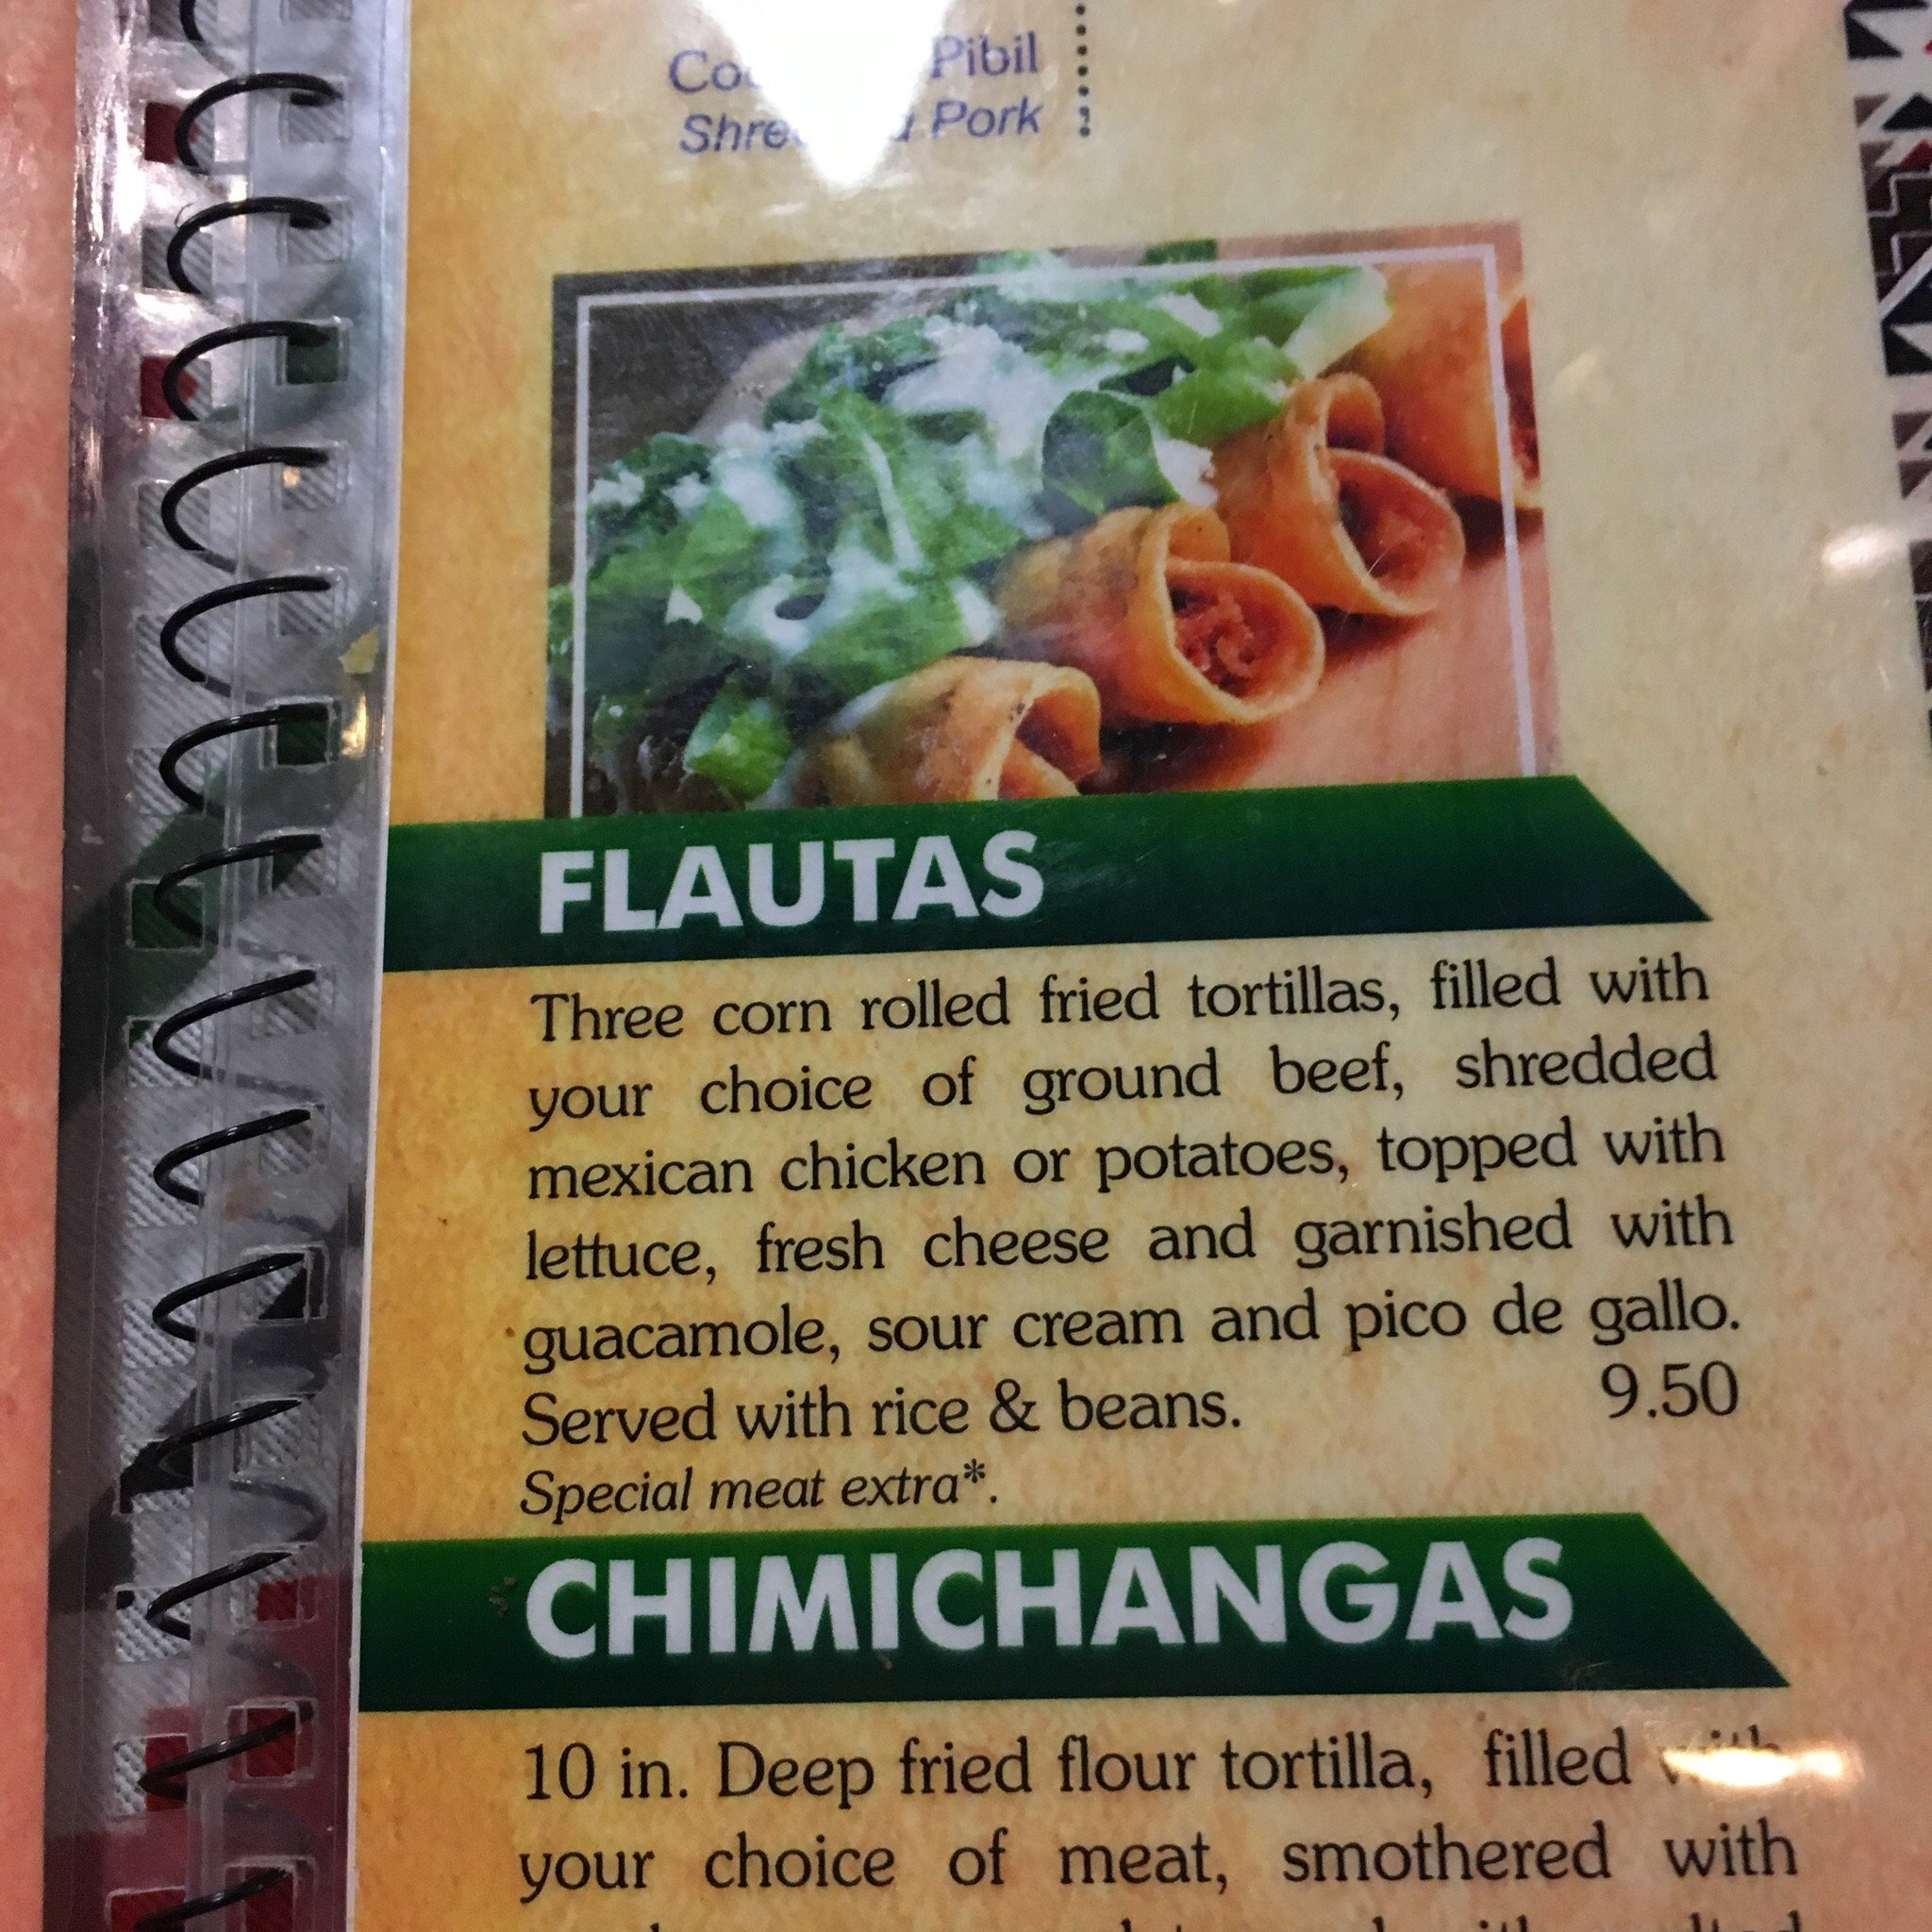 Pibil
Pork
FLAUTAS
Three corn rolled fried tortillas, filled with
your choice of ground beef, shredded
mexican chicken or potatoes, topped with
lettuce, fresh cheese and garnished with
guacamole, sour cream and pico de gallo.
Served with rice & beans. 9.50
Special meat extra*.
CHIMICHANGAS
10 in. Deep fried flour tortilla, filled with
your choice of meat, smothered with